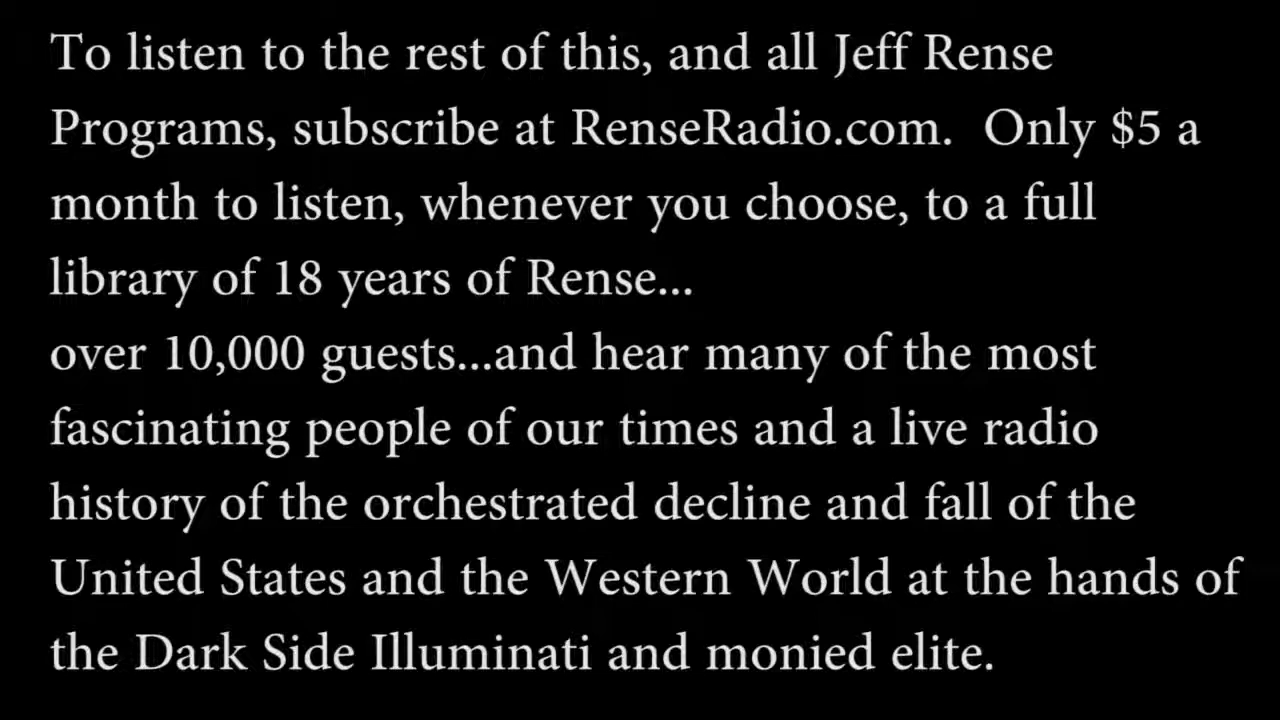 To listen to the rest of this, and all Jeff Rense
Programs, subscribe at RenseRadio.com.  Only $5 a
month to listen, whenever you choose, to a full
library of 18 years of Rense...
over 10,000 guests...and hear many of the most
fascinating people of our times and a live radio
history of the orchestrated decline and fall of the
United States and the Western World at the hands of
the Dark Side Illuminati and monied elite.